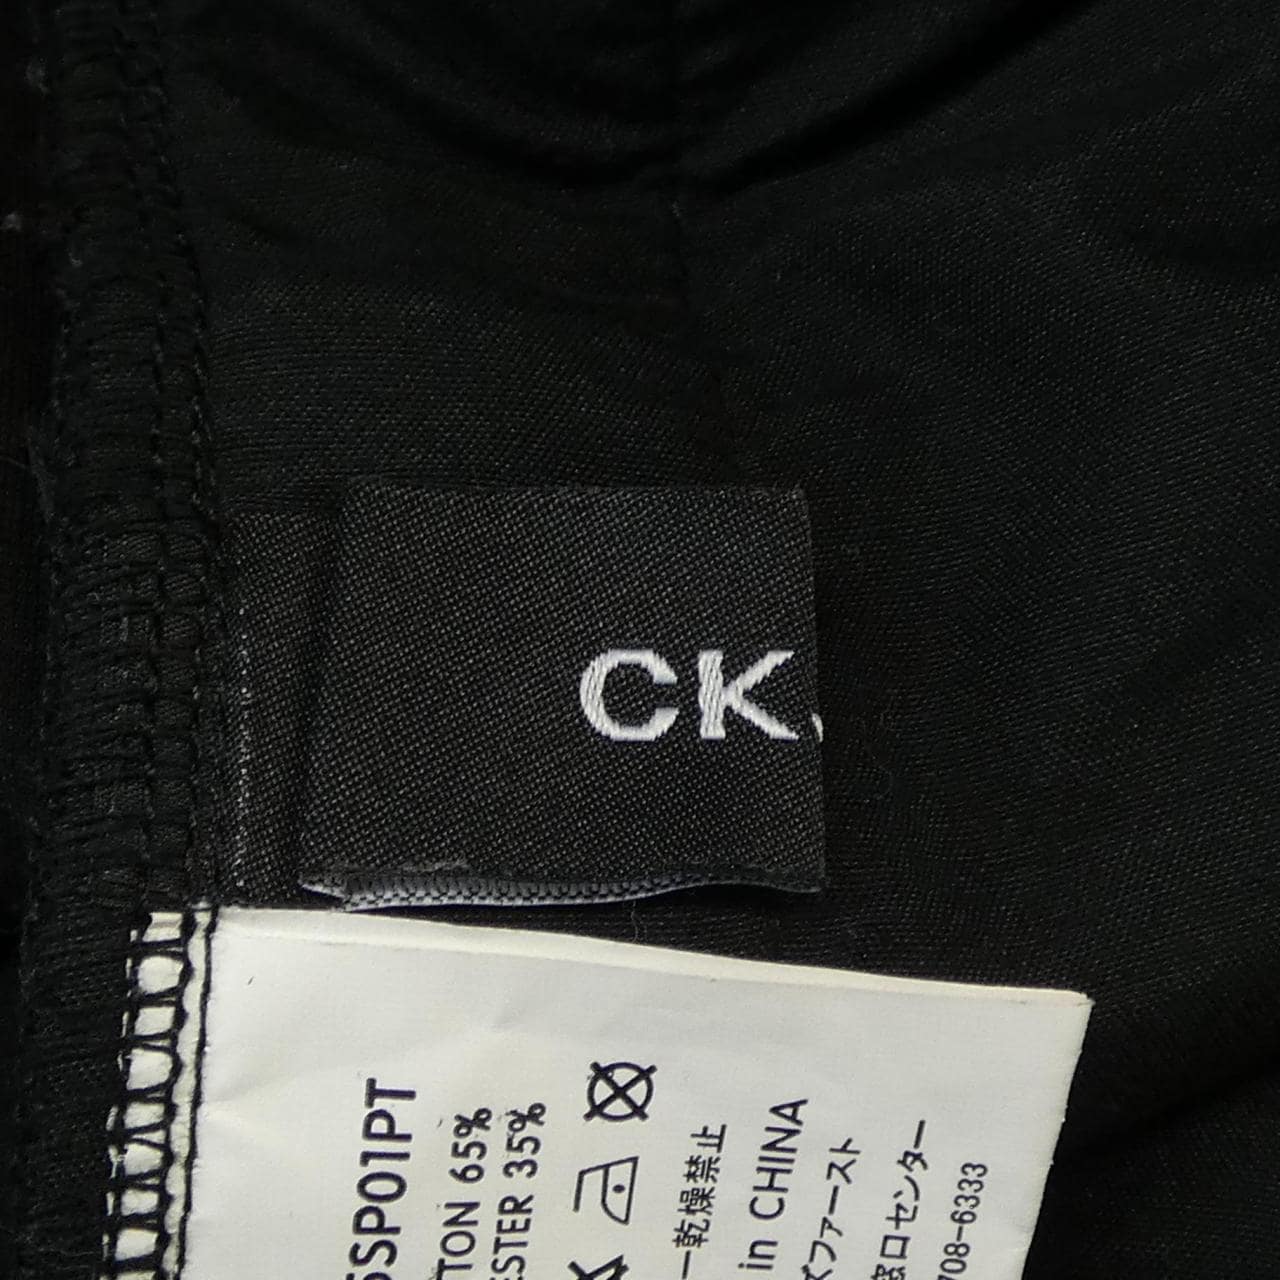 CK
5SP01PT
TON 65%
ESTER 35%
ー乾燥禁止
in CHINA
ズファースト
窓口センター
708-6333